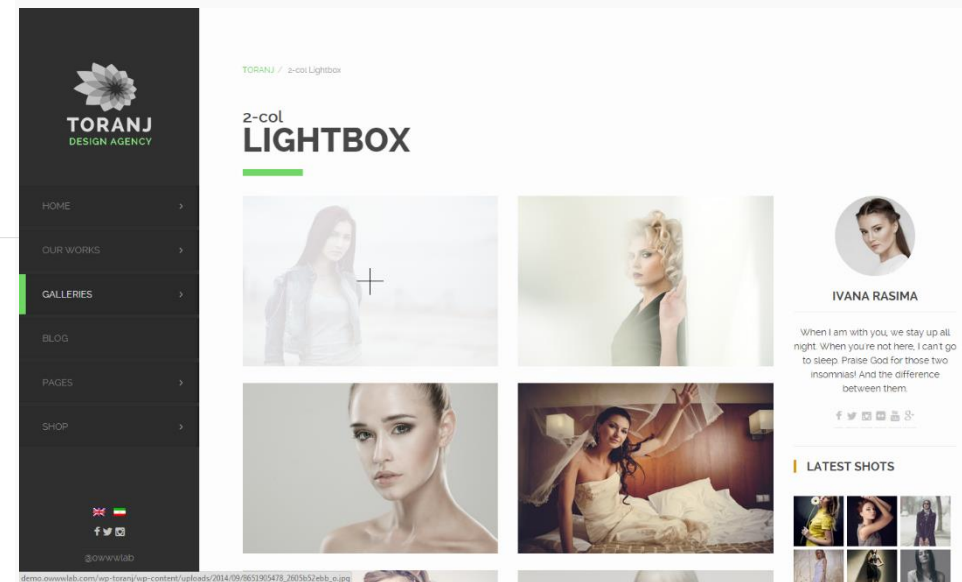 TORANJ
DESIGN AGENCY
HOME
OUR WORKS
GALLERIES
BLOG
PAGES
SHOP
@owwwlab
TORANJ / 2-col Lightbox
2-col
LIGHTBOX
IVANA RASIMA
When I am with you, we stay up all
night. When you're not here, I can't go
to sleep. Praise God for those two
insomnias! And the difference
between them.
LATEST SHOTS
demo.owwwlab.com/wp-toranj/wp-content/uploads/2014/09/8651905478_2605b52ebb_o.jpg